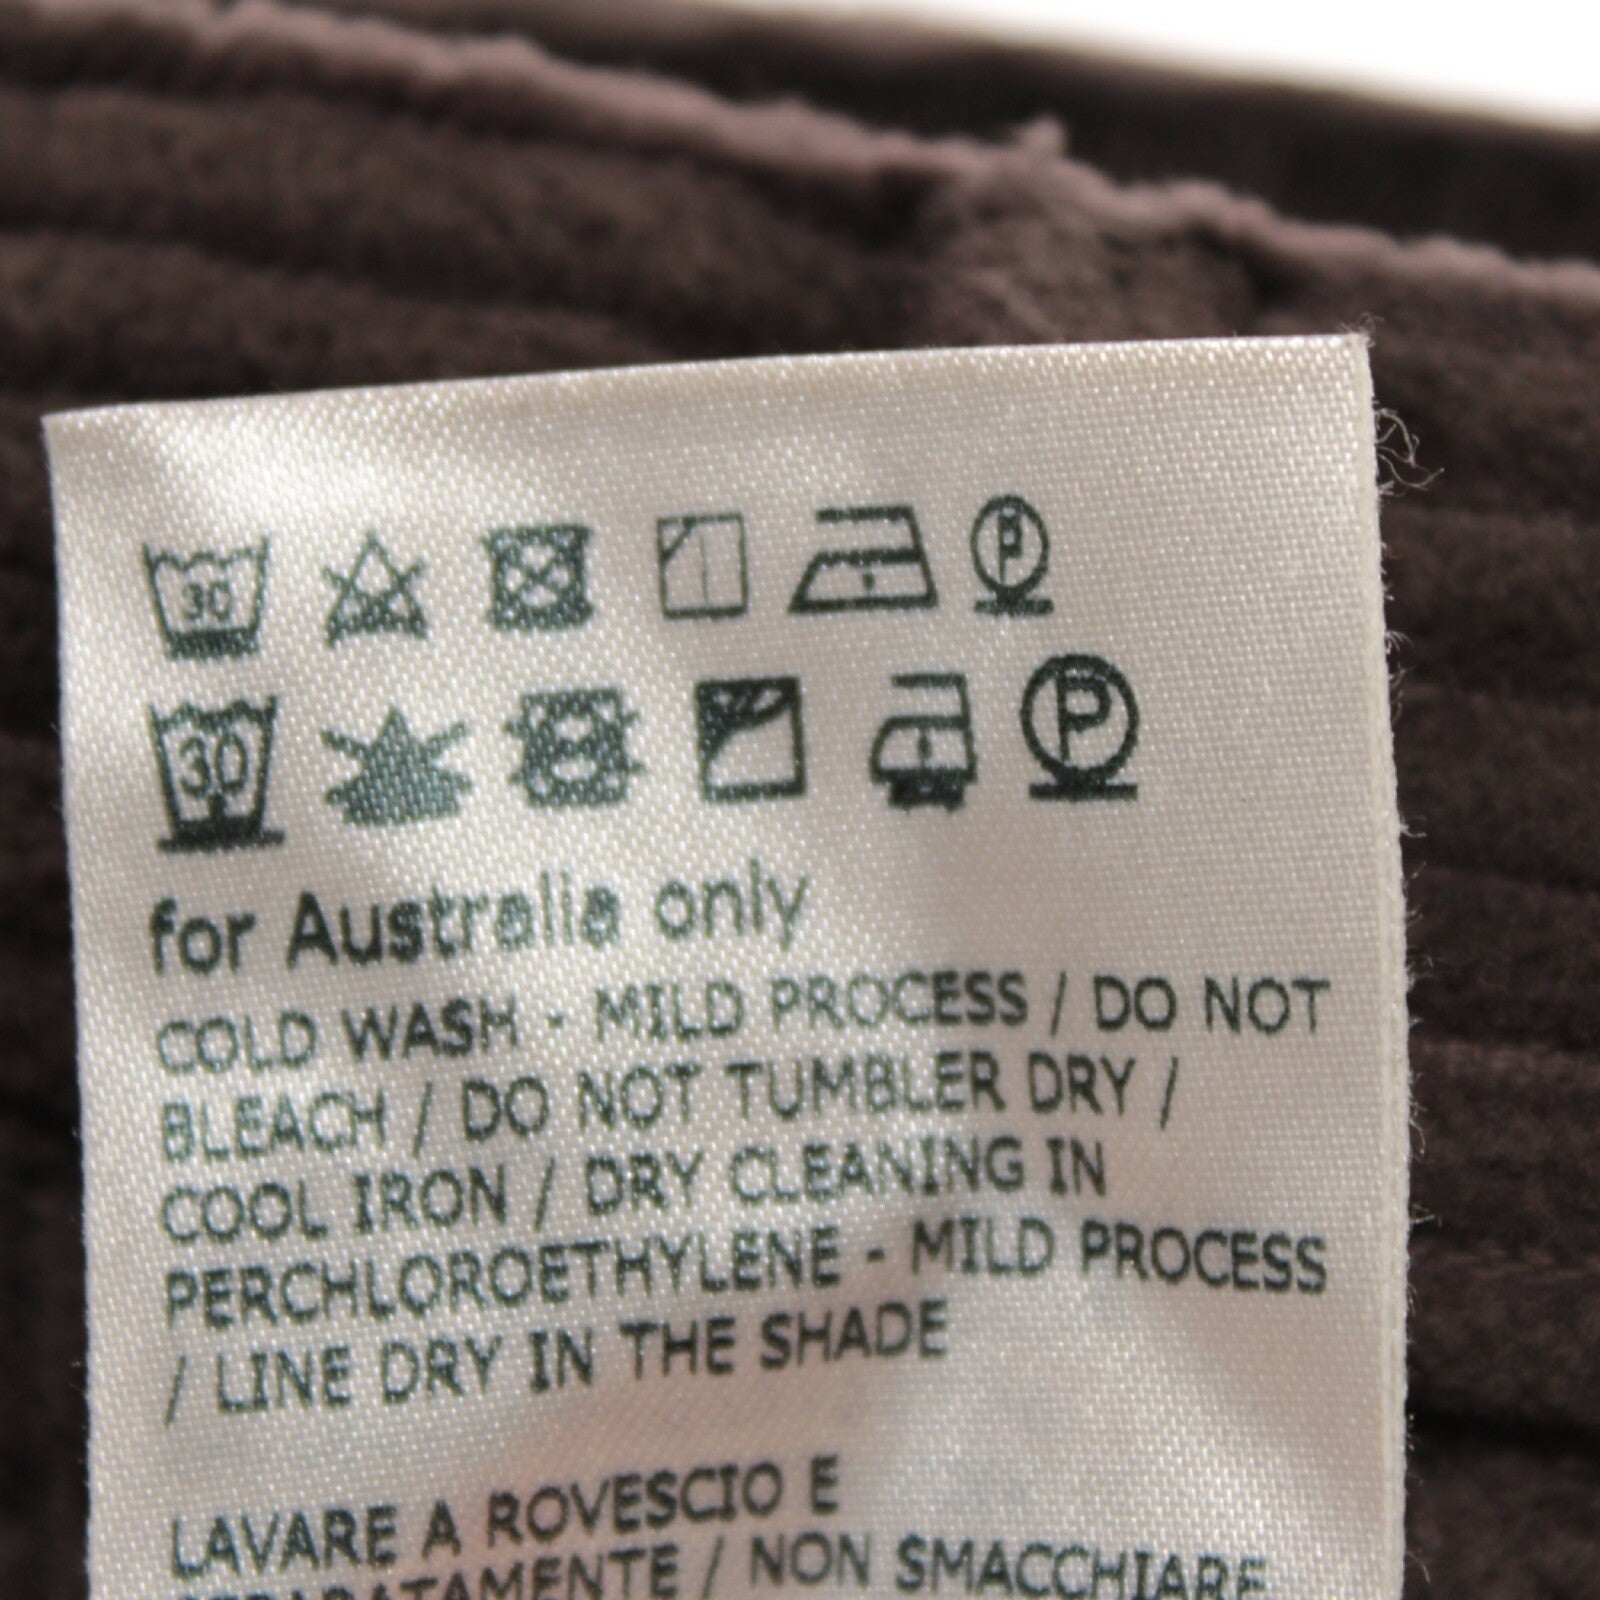 30 P
30 P
for Australia only
COLD WASH - MILD PROCESS / DO NOT
BLEACH / DO NOT TUMBLER DRY /
COOL IRON / DRY CLEANING IN
PERCHLOROETHYLENE - MILD PROCESS
/ LINE DRY IN THE SHADE
LAVARE A ROVESCIO E
SEPARATAMENTE / NON SMACCHIARE